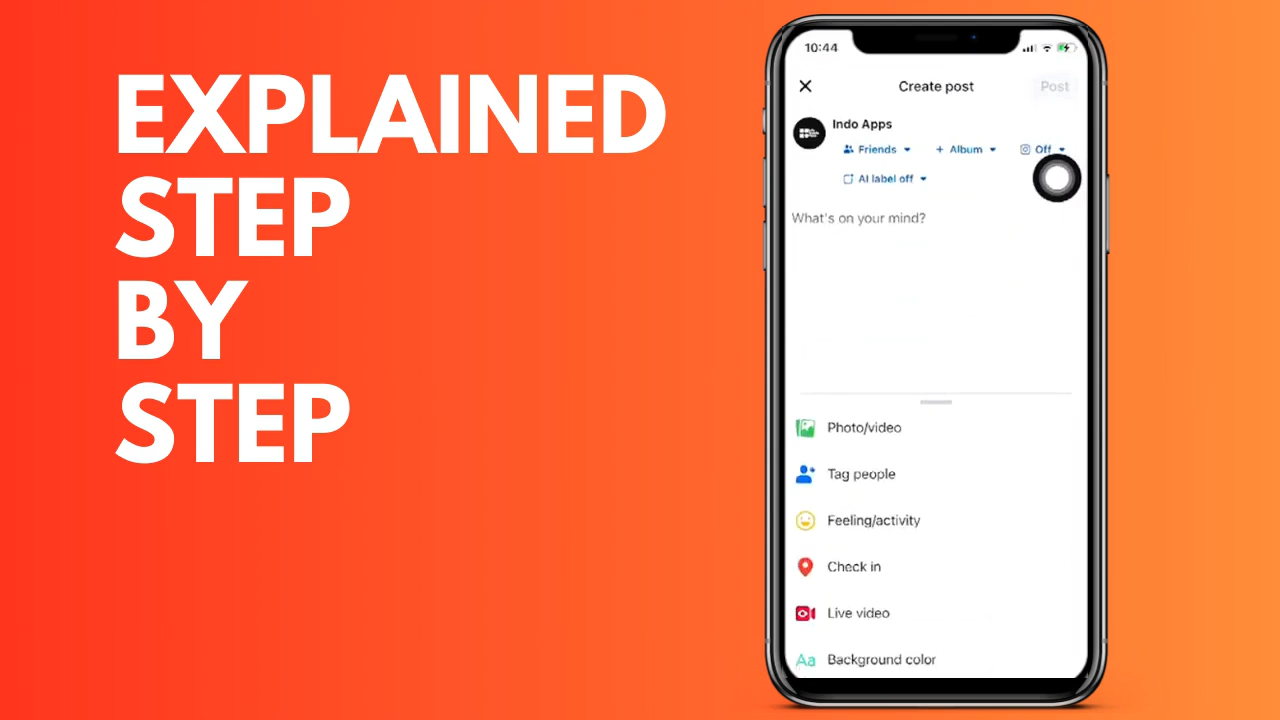 EXPLAINED
STEP
BY
STEP
10:44
Create post
Post
Indo Apps
Friends
+ Album
Off
AI label off
What's on your mind?
Photo/video
Tag people
Feeling/activity
Check in
Live video
Aa Background color